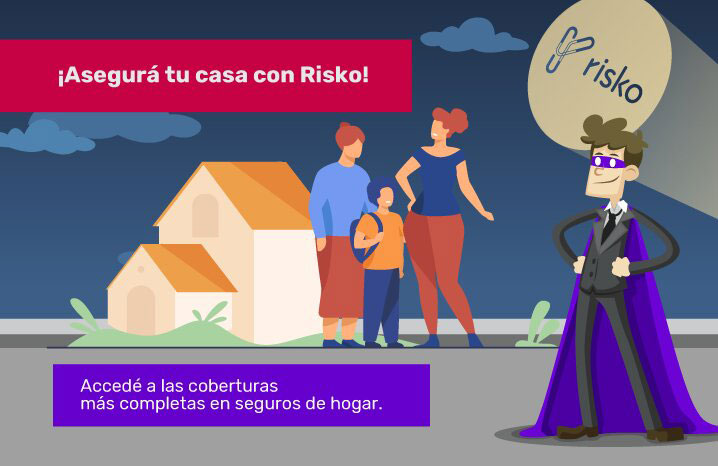 ¡Asegurá tu casa con Risko!
risko
Accedé a las coberturas
más completas en seguros de hogar.